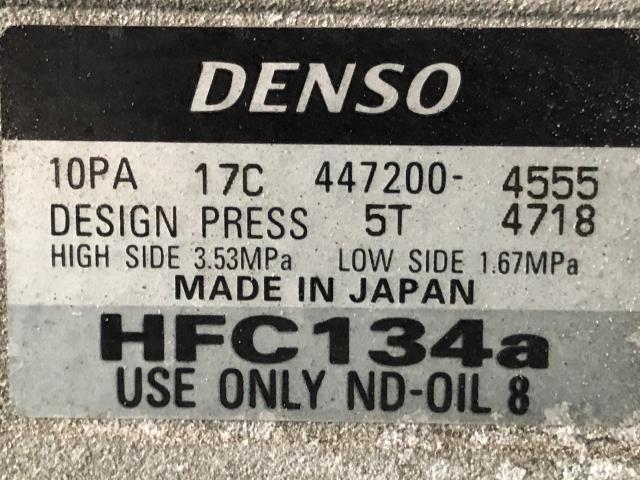 DENSO
10PA 17C 447200- 4555
DESIGN PRESS 5T 4718
HIGH SIDE 3.53MPa LOW SIDE 1.67MPa
MADE IN JAPAN
HFC134a
USE ONLY ND-OIL 8